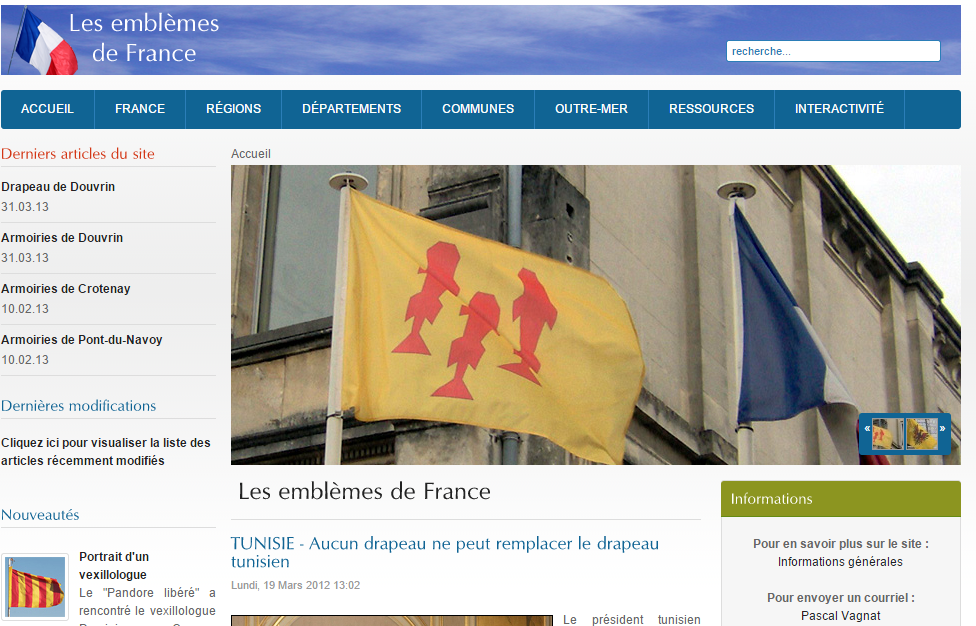 Les emblèmes
de France
recherche...
ACCUEIL FRANCE RÉGIONS DÉPARTEMENTS COMMUNES OUTRE-MER RESSOURCES INTERACTIVITÉ
Derniers articles du site
Drapeau de Douvrin
31.03.13
Armoiries de Douvrin
31.03.13
Armoiries de Crotenay
10.02.13
Armoiries de Pont-du-Navoy
10.02.13
Dernières modifications
Cliquez ici pour visualiser la liste des
articles récemment modifiés
Nouveautés
Portrait d'un
vexillologue
Le "Pandore libéré" a
rencontré le vexillologue
Accueil
« »
Les emblèmes de France
TUNISIE - Aucun drapeau ne peut remplacer le drapeau
tunisien
Lundi, 19 Mars 2012 13:02
Le président tunisien
Informations
Pour en savoir plus sur le site :
Informations générales
Pour envoyer un courriel :
Pascal Vagnat